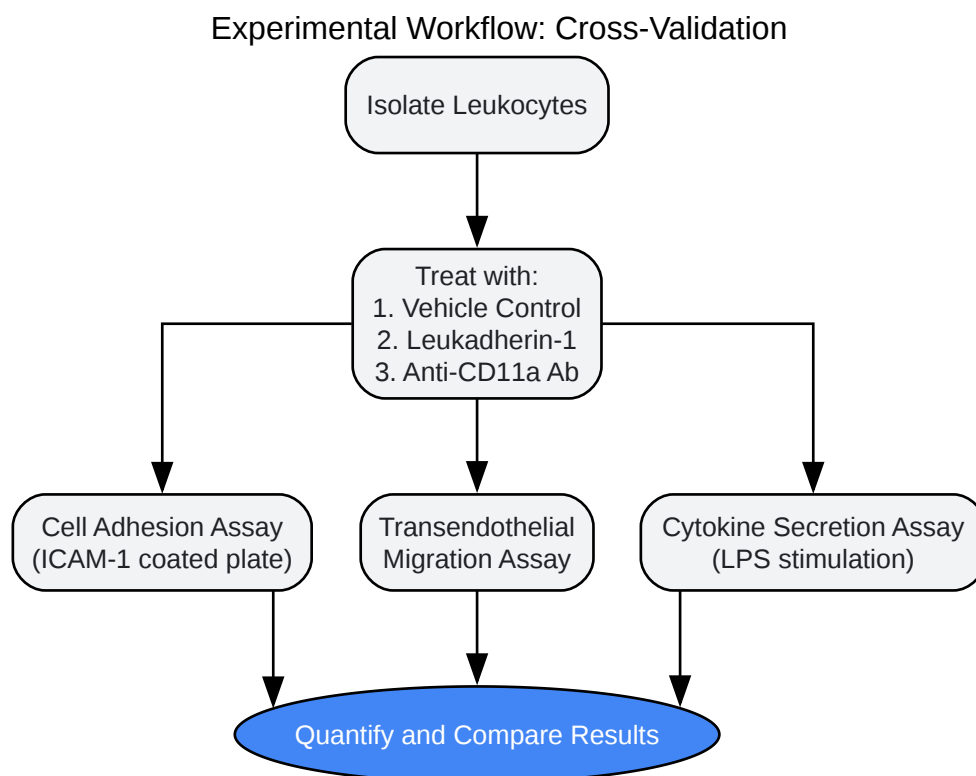 Experimental Workflow: Cross-Validation
Isolate Leukocytes
Treat with:
1. Vehicle Control
2. Leukadherin-1
3. Anti-CD11a Ab
Cell Adhesion Assay
(ICAM-1 coated plate)
Transendothelial
Migration Assay
Cytokine Secretion Assay
(LPS stimulation)
Quantify and Compare Results